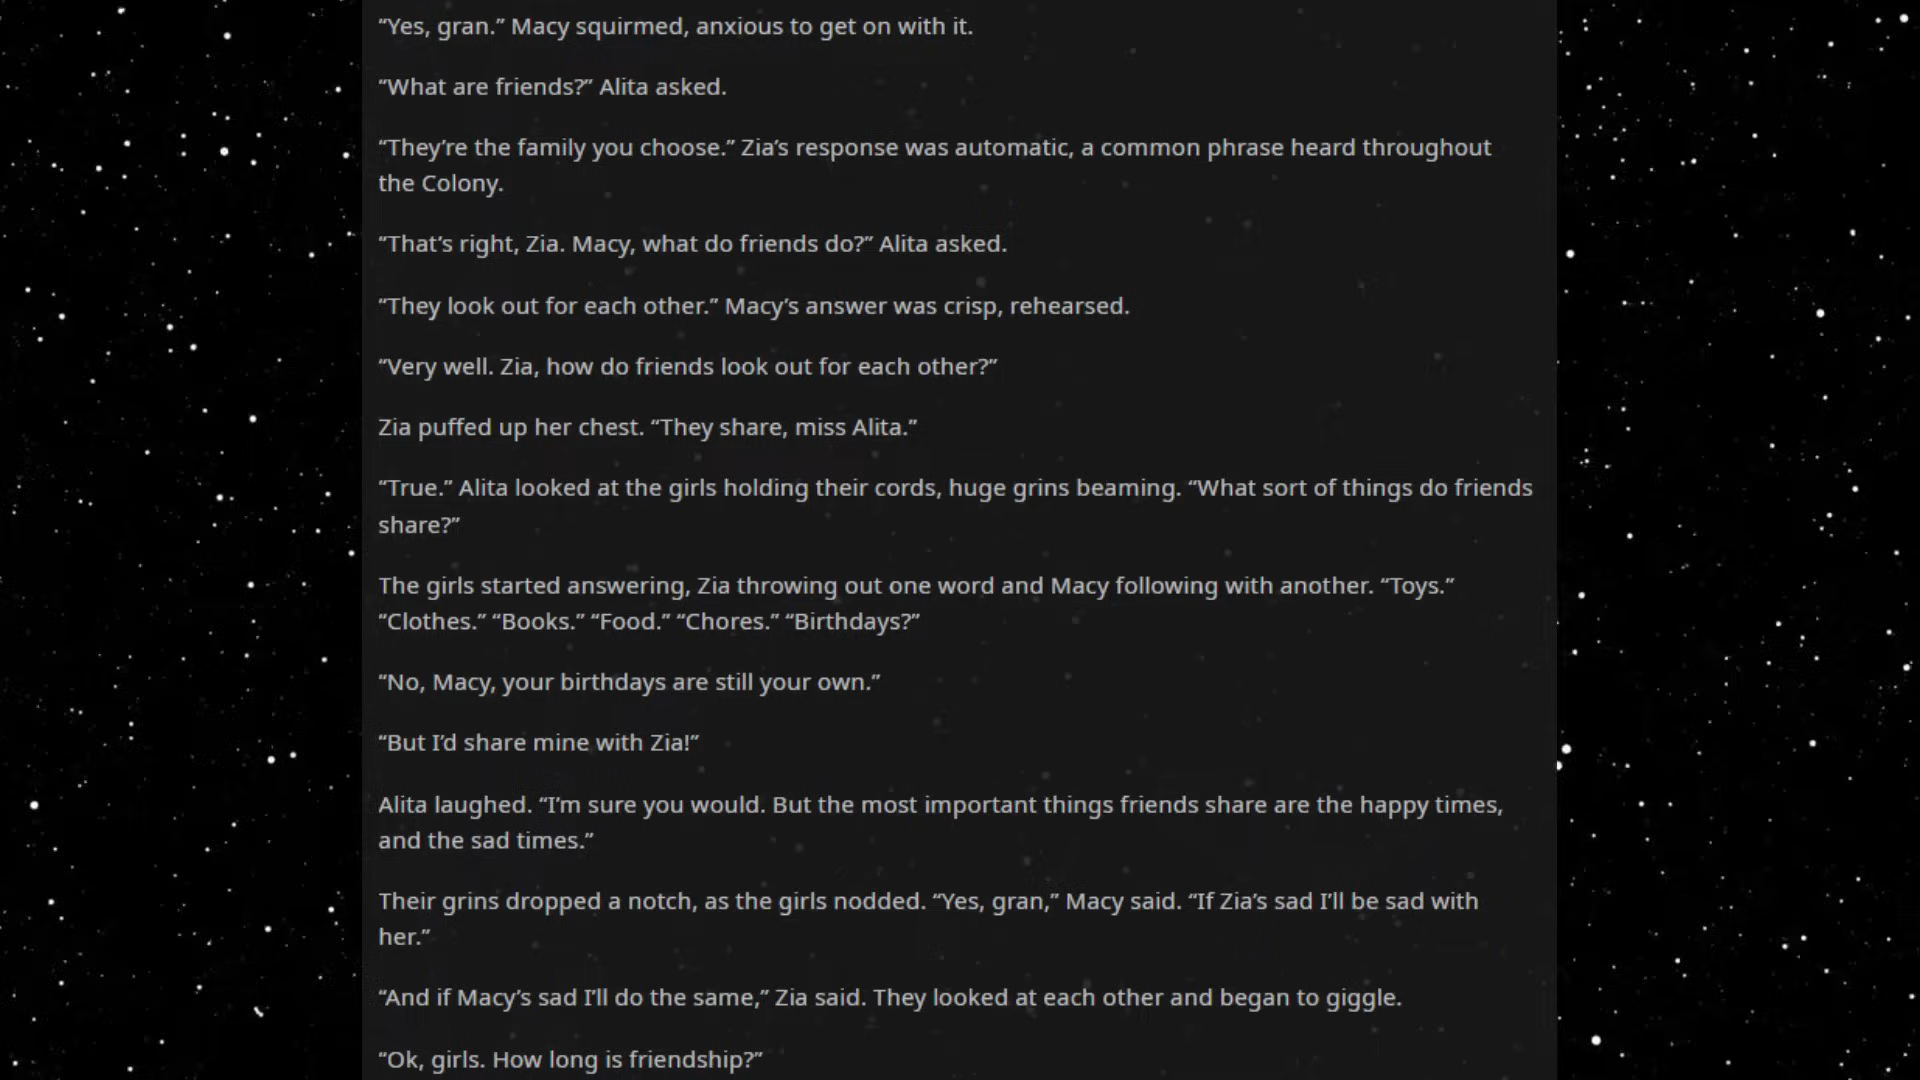 “Yes, gran.” Macy squirmed, anxious to get on with it.
“What are friends?” Alita asked.
“They’re the family you choose.” Zia’s response was automatic, a common phrase heard throughout
the Colony.
“That’s right, Zia. Macy, what do friends do?” Alita asked.
“They look out for each other.” Macy’s answer was crisp, rehearsed.
“Very well. Zia, how do friends look out for each other?”
Zia puffed up her chest. “They share, miss Alita.”
“True.” Alita looked at the girls holding their cords, huge grins beaming. “What sort of things do friends
share?”
The girls started answering, Zia throwing out one word and Macy following with another. “Toys.”
“Clothes.” “Books.” “Food.” “Chores.” “Birthdays?”
“No, Macy, your birthdays are still your own.”
“But I’d share mine with Zia!”
Alita laughed. “I’m sure you would. But the most important things friends share are the happy times,
and the sad times.”
Their grins dropped a notch, as the girls nodded. “Yes, gran,” Macy said. “If Zia’s sad I’ll be sad with
her.”
“And if Macy’s sad I’ll do the same,” Zia said. They looked at each other and began to giggle.
“Ok, girls. How long is friendship?”